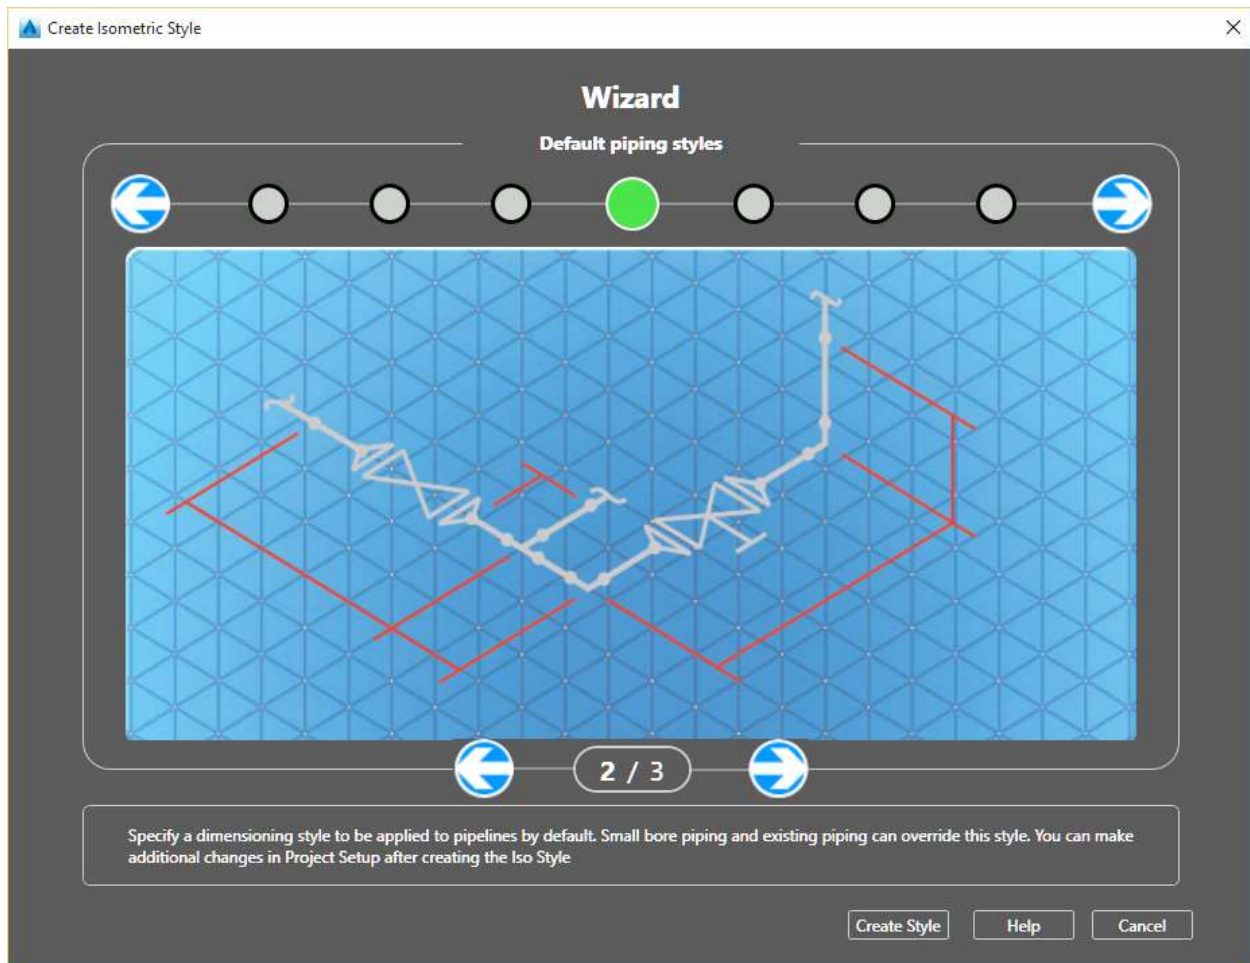 Create Isometric Style
Wizard
Default piping styles
2 / 3
Specify a dimensioning style to be applied to pipelines by default. Small bore piping and existing piping can override this style. You can make
additional changes in Project Setup after creating the Iso Style
Create Style
Help
Cancel